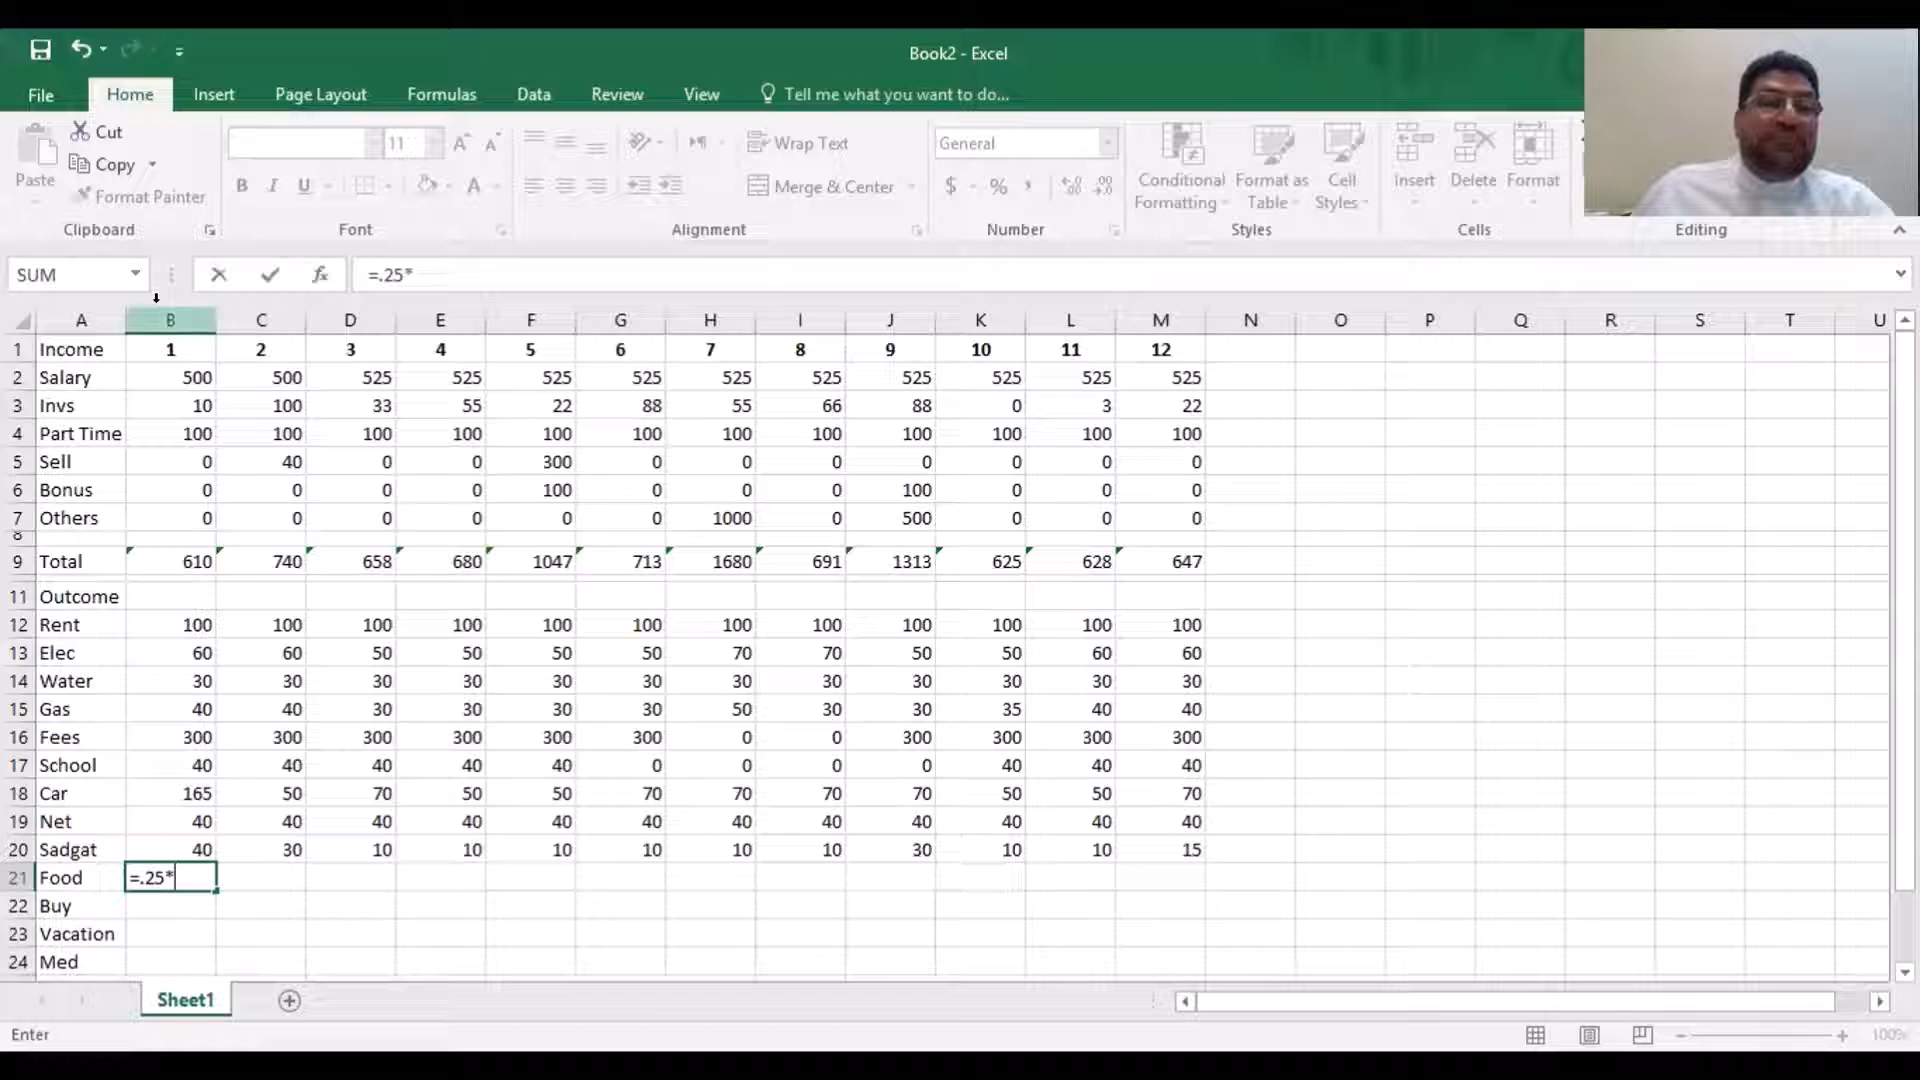 Book2 - Excel
File Home Insert Page Layout Formulas Data Review View Tell me what you want to do...
Paste
Cut
Copy
Format Painter
Clipboard
11 A A
B I U A
Font
Wrap Text
Merge & Center
Alignment
General
$ %
Number
Conditional Formatting
Format as Table
Cell Styles
Styles
Insert Delete Format
Cells
Editing
SUM fx =.25*
A B C D E F G H I J K L M N O P Q R S T U
1 Income 1 2 3 4 5 6 7 8 9 10 11 12
2 Salary 500 500 525 525 525 525 525 525 525 525 525 525
3 Invs 10 100 33 55 22 88 55 66 88 0 3 22
4 Part Time 100 100 100 100 100 100 100 100 100 100 100 100
5 Sell 0 40 0 0 300 0 0 0 0 0 0 0
6 Bonus 0 0 0 0 100 0 0 0 100 0 0 0
7 Others 0 0 0 0 0 0 1000 0 500 0 0 0
8
9 Total 610 740 658 680 1047 713 1680 691 1313 625 628 647
11 Outcome
12 Rent 100 100 100 100 100 100 100 100 100 100 100 100
13 Elec 60 60 50 50 50 50 70 70 50 50 60 60
14 Water 30 30 30 30 30 30 30 30 30 30 30 30
15 Gas 40 40 30 30 30 30 50 30 30 35 40 40
16 Fees 300 300 300 300 300 300 0 0 300 300 300 300
17 School 40 40 40 40 40 0 0 0 0 40 40 40
18 Car 165 50 70 50 50 70 70 70 70 50 50 70
19 Net 40 40 40 40 40 40 40 40 40 40 40 40
20 Sadgat 40 30 10 10 10 10 10 10 30 10 10 15
21 Food =.25*
22 Buy
23 Vacation
24 Med
Sheet1
Enter
100%